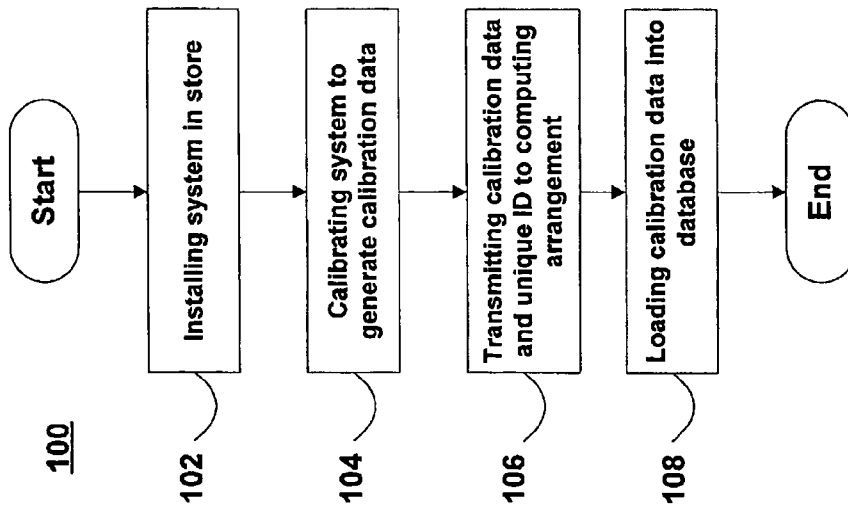 100
Start
102
Installing system in store
104
Calibrating system to
generate calibration data
106
Transmitting calibration data
and unique ID to computing
arrangement
108
Loading calibration data into
database
End